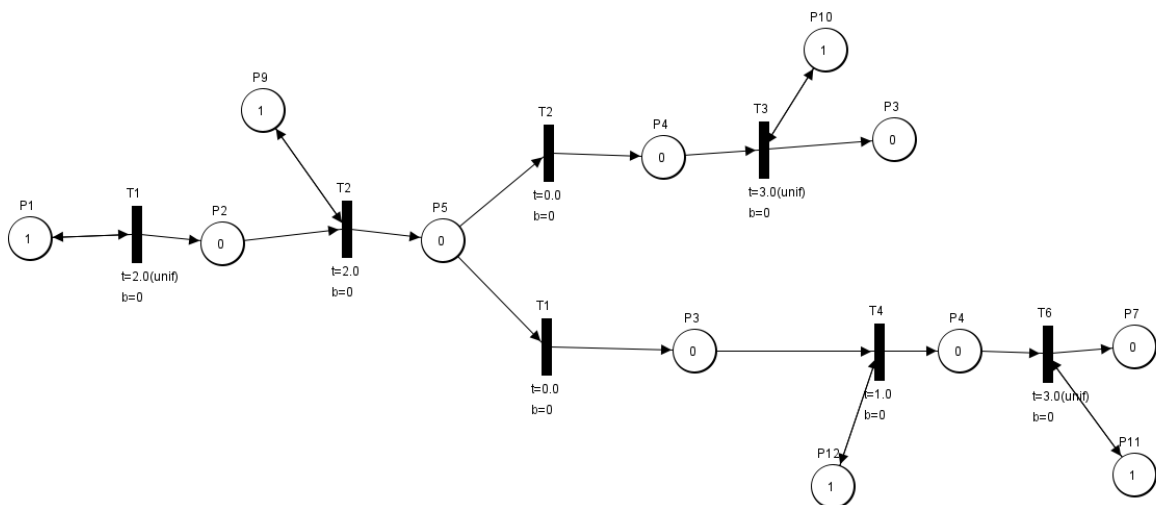 P10
1
P9
1
T2
t=0.0
b=0
P4
0
T3
t=3.0(unif)
b=0
P3
0
P1
1
T1
t=2.0(unif)
b=0
P2
0
T2
t=2.0
b=0
P5
0
T1
t=0.0
b=0
P3
0
T4
t=1.0
b=0
P4
0
T6
t=3.0(unif)
b=0
P7
0
P12
1
P11
1